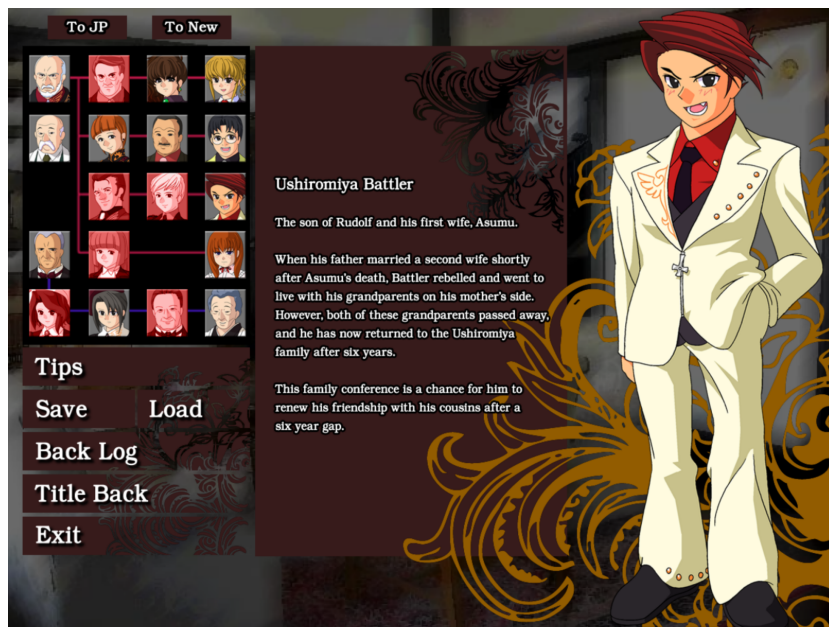 To JP
To New
Ushiromiya Battler
The son of Rudolf and his first wife, Asumu.
When his father married a second wife shortly
after Asumu's death, Battler rebelled and went to
live with his grandparents on his mother's side.
However, both of these grandparents passed away,
and he has now returned to the Ushiromiya
family after six years.
This family conference is a chance for him to
renew his friendship with his cousins after a
six year gap.
Tips
Save
Load
Back Log
Title Back
Exit